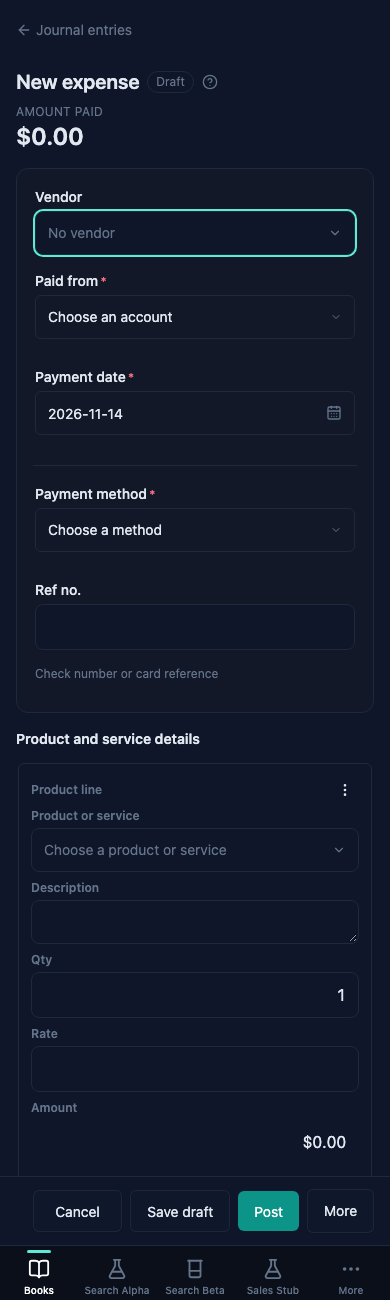 Journal entries
New expense Draft
AMOUNT PAID
$0.00
Vendor
No vendor
Paid from *
Choose an account
Payment date *
2026-11-14
Payment method *
Choose a method
Ref no.
Check number or card reference
Product and service details
Product line
Product or service
Choose a product or service
Description
Qty
1
Rate
Amount
$0.00
Cancel Save draft Post More
Books Search Alpha Search Beta Sales Stub More